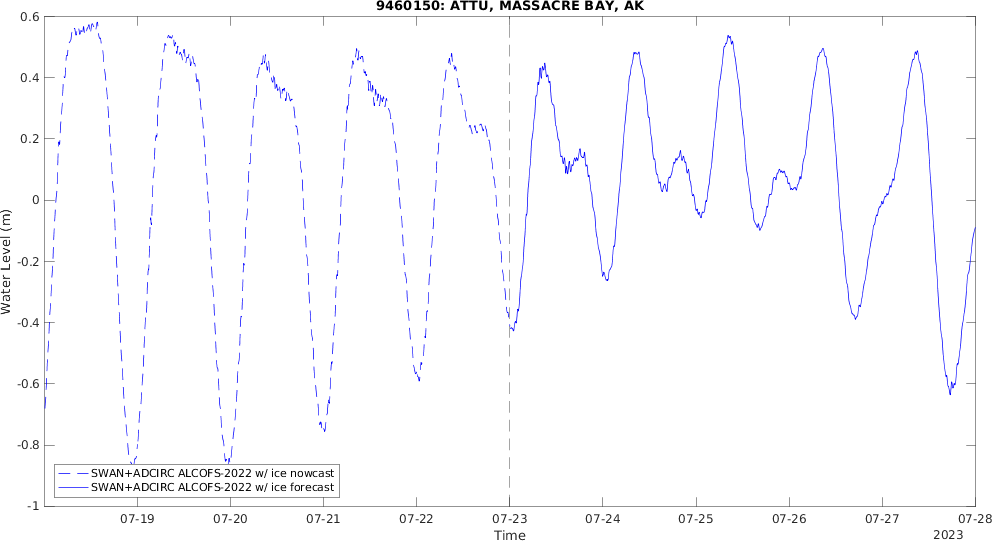 9460150: ATTU, MASSACRE BAY, AK
0.6
0.4
0.2
0
-0.2
-0.4
-0.6
-0.8
-1
Water Level (m)
SWAN+ADCIRC ALCOFS-2022 w/ ice nowcast
SWAN+ADCIRC ALCOFS-2022 w/ ice forecast
07-19 07-20 07-21 07-22 07-23 07-24 07-25 07-26 07-27 07-28
Time
2023